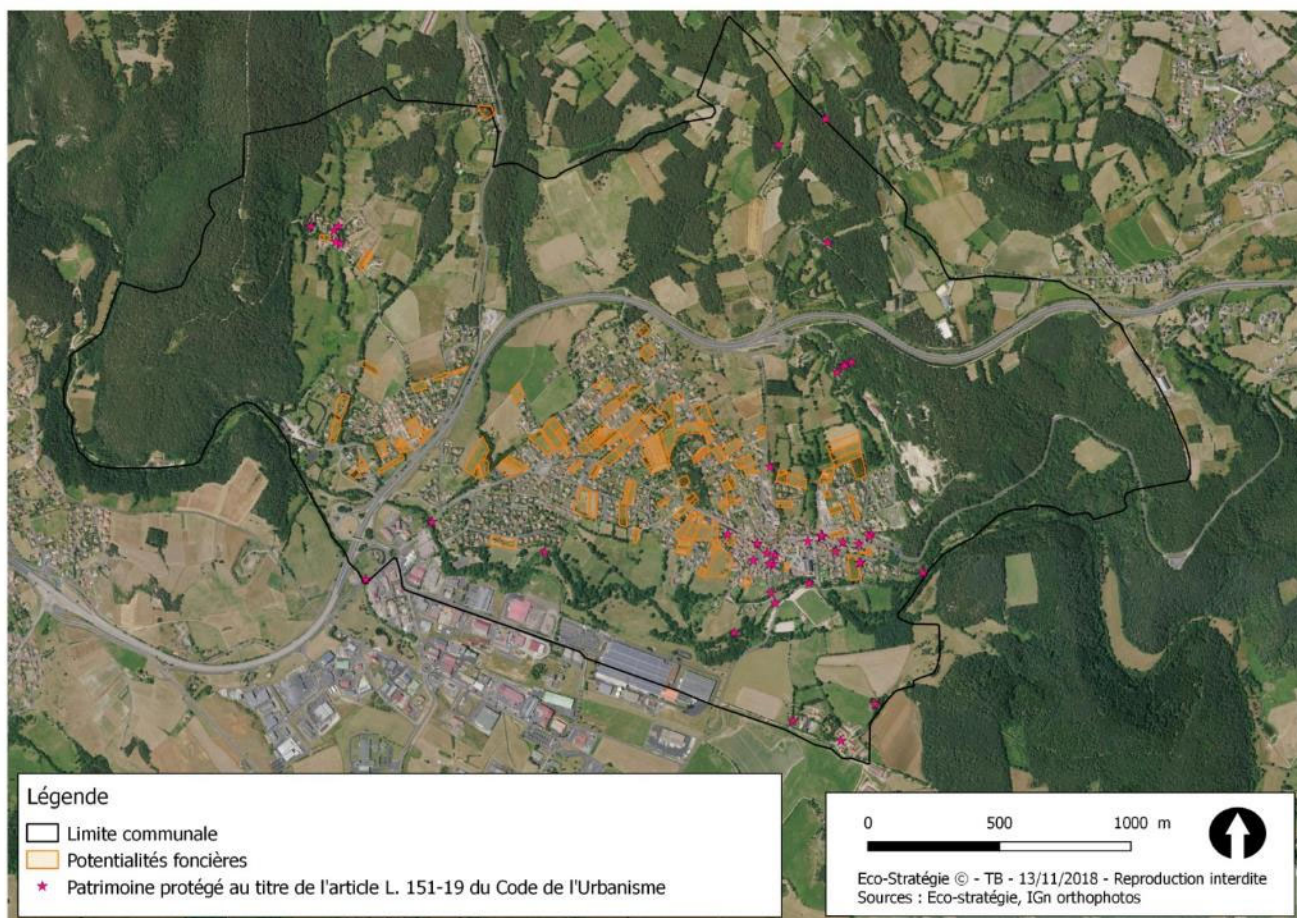 Légende
Limite communale
Potentialités foncières
Patrimoine protégé au titre de l'article L. 151-19 du Code de l'Urbanisme
0 500 1000 m
Eco-Stratégie © - TB - 13/11/2018 - Reproduction interdite
Sources : Eco-stratégie, IGn orthophotos